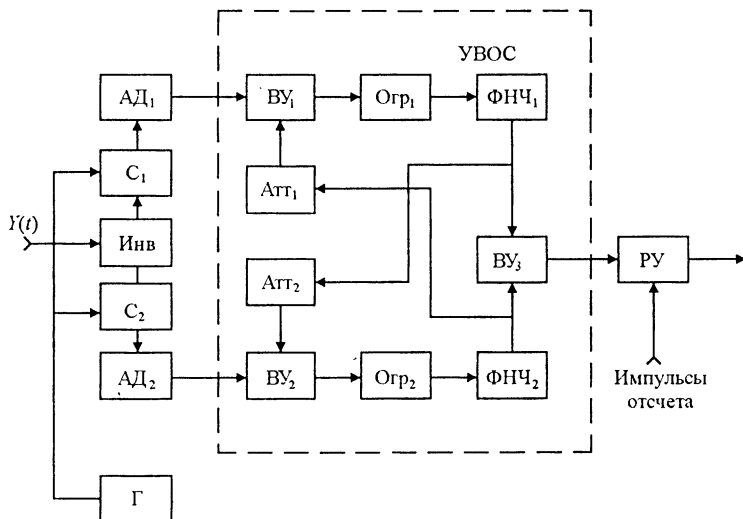 УВОС
АД₁
ВУ₁
Огр₁
ФНЧ₁
С₁
Атт₁
Y(t)
Инв
ВУ₃
РУ
Атт₂
С₂
АД₂
ВУ₂
Огр₂
ФНЧ₂
Импульсы
отсчета
Г